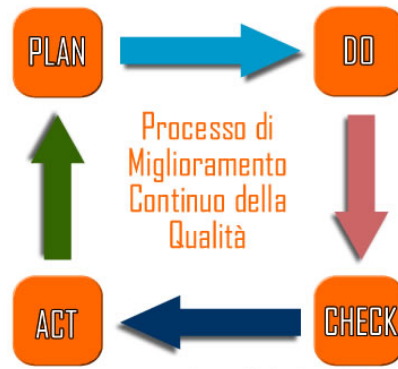 PLAN
DO
Processo di
Miglioramento
Continuo della
Qualità
ACT
CHECK